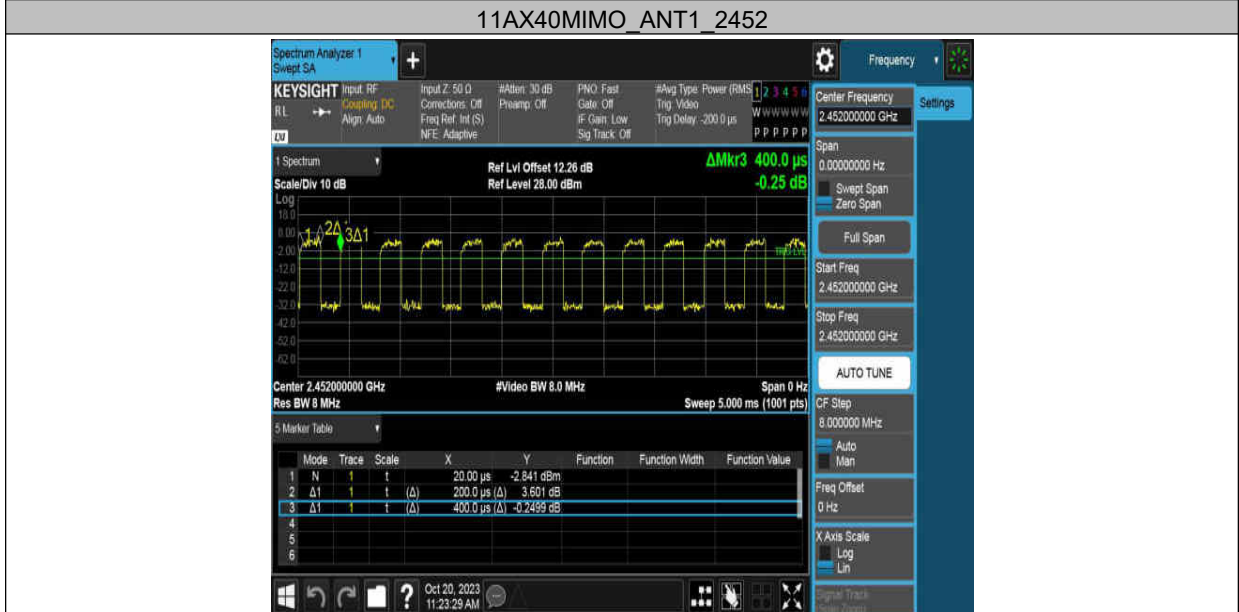 11AX40MIMO_ANT1_2452
Spectrum Analyzer 1
Swept SA
Frequency
KEYSIGHT
RL
Input: RF
Coupling: DC
Align: Auto
Input Z: 50 Ω
Corrections: Off
Freq Ref: Int (S)
NFE: Adaptive
#Atten: 30 dB
Preamp: Off
PNO: Fast
Gate: Off
IF Gain: Low
Sig Track: Off
#Avg Type: Power (RMS
Trig: Video
Trig Delay: -200.0 µs
1 2 3 4 5 6
W W W W W W
P P P P P P
LXI
Center Frequency
2.452000000 GHz
Settings
Span
0.00000000 Hz
Swept Span
Zero Span
Full Span
Start Freq
2.452000000 GHz
Stop Freq
2.452000000 GHz
AUTO TUNE
CF Step
8.000000 MHz
Auto
Man
Freq Offset
0 Hz
X Axis Scale
Log
Lin
Signal Track
(Span Zoom)
1 Spectrum
Scale/Div 10 dB
Ref Lvl Offset 12.26 dB
Ref Level 28.00 dBm
ΔMkr3 400.0 µs
-0.25 dB
Log
18.0
8.00
-2.00
-12.0
-22.0
-32.0
-42.0
-52.0
-62.0
1
2Δ
3Δ1
TRIG LVL
Center 2.452000000 GHz
#Video BW 8.0 MHz
Span 0 Hz
Res BW 8 MHz
Sweep 5.000 ms (1001 pts)
5 Marker Table
Mode Trace Scale X Y Function Function Width Function Value
1 N 1 t 20.00 µs -2.841 dBm
2 Δ1 1 t (Δ) 200.0 µs (Δ) 3.601 dB
3 Δ1 1 t (Δ) 400.0 µs (Δ) -0.2499 dB
4
5
6
?
Oct 20, 2023
11:23:29 AM